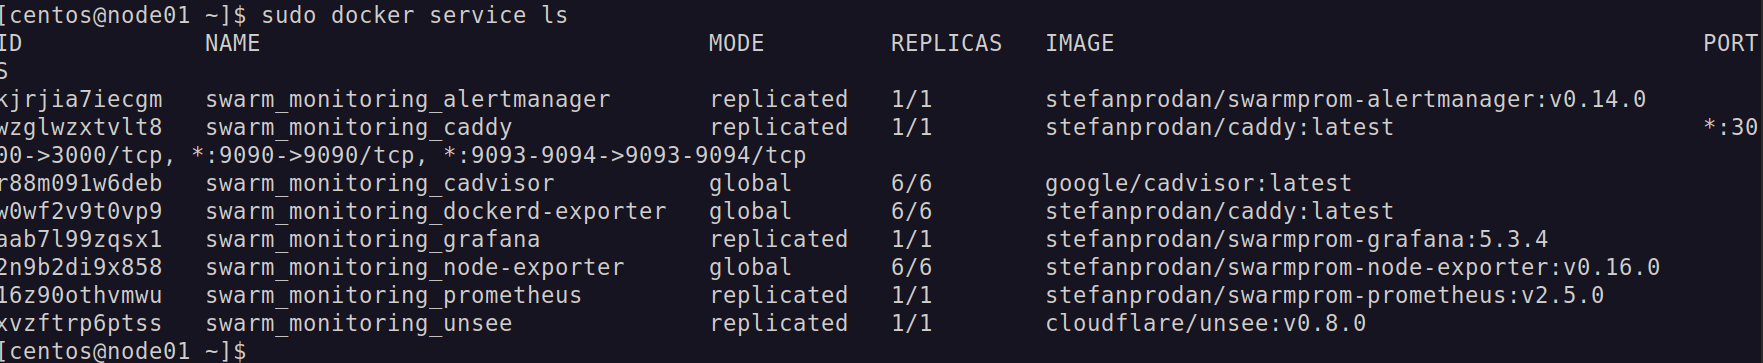 [centos@node01 ~]$ sudo docker service ls
ID             NAME                                MODE         REPLICAS   IMAGE                                          PORT
S
kjrjia7iecgm   swarm_monitoring_alertmanager       replicated   1/1        stefanprodan/swarmprom-alertmanager:v0.14.0
wzglwzxtvlt8   swarm_monitoring_caddy              replicated   1/1        stefanprodan/caddy:latest                      *:30
00->3000/tcp, *:9090->9090/tcp, *:9093-9094->9093-9094/tcp
r88m091w6deb   swarm_monitoring_cadvisor           global       6/6        google/cadvisor:latest
w0wf2v9t0vp9   swarm_monitoring_dockerd-exporter   global       6/6        stefanprodan/caddy:latest
aab7l99zqsx1   swarm_monitoring_grafana            replicated   1/1        stefanprodan/swarmprom-grafana:5.3.4
2n9b2di9x858   swarm_monitoring_node-exporter      global       6/6        stefanprodan/swarmprom-node-exporter:v0.16.0
16z90othvmwu   swarm_monitoring_prometheus         replicated   1/1        stefanprodan/swarmprom-prometheus:v2.5.0
xvzftrp6ptss   swarm_monitoring_unsee              replicated   1/1        cloudflare/unsee:v0.8.0
[centos@node01 ~]$